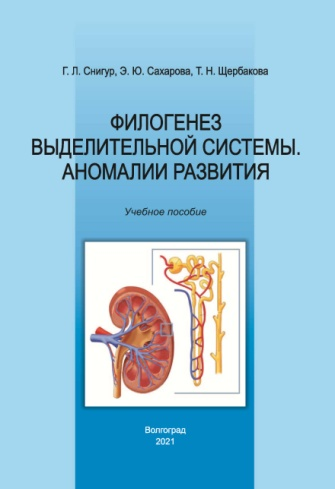 Г. Л. Снигур, Э. Ю. Сахарова, Т. Н. Щербакова
ФИЛОГЕНЕЗ
ВЫДЕЛИТЕЛЬНОЙ СИСТЕМЫ.
АНОМАЛИИ РАЗВИТИЯ
Учебное пособие
Волгоград
2021